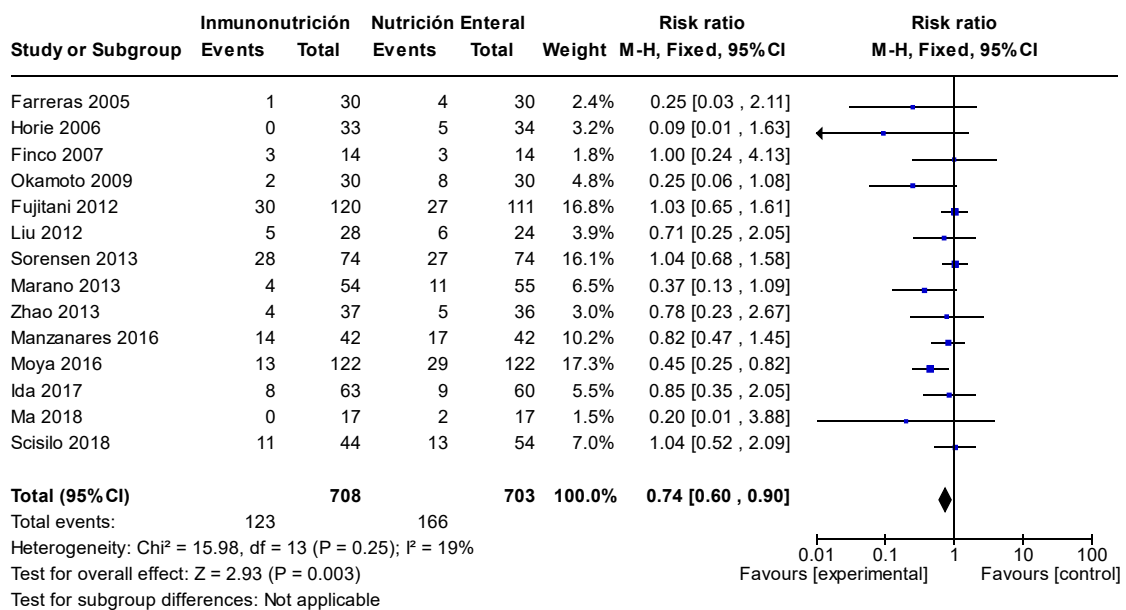 Inmunonutrición Nutrición Enteral Risk ratio Risk ratio
Study or Subgroup Events Total Events Total Weight M-H, Fixed, 95%CI M-H, Fixed, 95%CI
Farreras 2005 1 30 4 30 2.4% 0.25 [0.03 , 2.11]
Horie 2006 0 33 5 34 3.2% 0.09 [0.01 , 1.63]
Finco 2007 3 14 3 14 1.8% 1.00 [0.24 , 4.13]
Okamoto 2009 2 30 8 30 4.8% 0.25 [0.06 , 1.08]
Fujitani 2012 30 120 27 111 16.8% 1.03 [0.65 , 1.61]
Liu 2012 5 28 6 24 3.9% 0.71 [0.25 , 2.05]
Sorensen 2013 28 74 27 74 16.1% 1.04 [0.68 , 1.58]
Marano 2013 4 54 11 55 6.5% 0.37 [0.13 , 1.09]
Zhao 2013 4 37 5 36 3.0% 0.78 [0.23 , 2.67]
Manzanares 2016 14 42 17 42 10.2% 0.82 [0.47 , 1.45]
Moya 2016 13 122 29 122 17.3% 0.45 [0.25 , 0.82]
Ida 2017 8 63 9 60 5.5% 0.85 [0.35 , 2.05]
Ma 2018 0 17 2 17 1.5% 0.20 [0.01 , 3.88]
Scisilo 2018 11 44 13 54 7.0% 1.04 [0.52 , 2.09]
Total (95%CI) 708 703 100.0% 0.74 [0.60 , 0.90]
Total events: 123 166
Heterogeneity: Chi² = 15.98, df = 13 (P = 0.25); I² = 19%
Test for overall effect: Z = 2.93 (P = 0.003)
Test for subgroup differences: Not applicable
0.01 0.1 1 10 100
Favours [experimental] Favours [control]